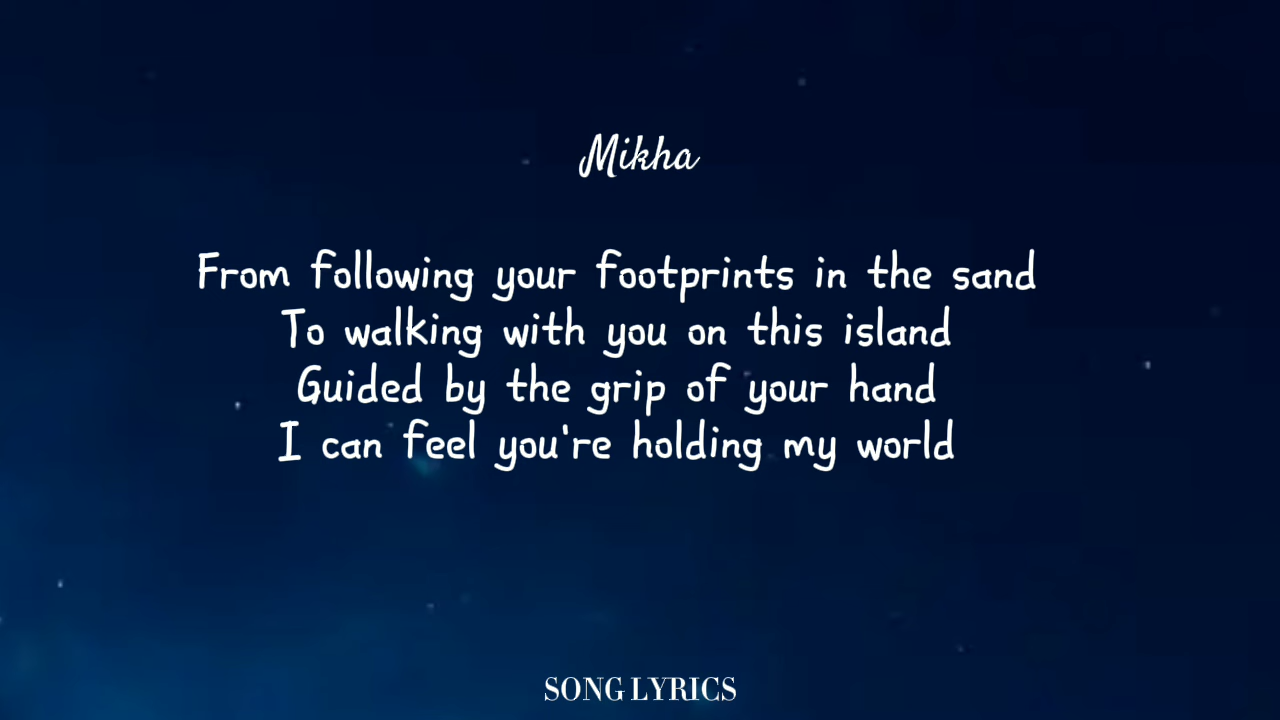 Mikha
From following your footprints in the sand
To walking with you on this island
Guided by the grip of your hand
I can feel you're holding my world
SONG LYRICS